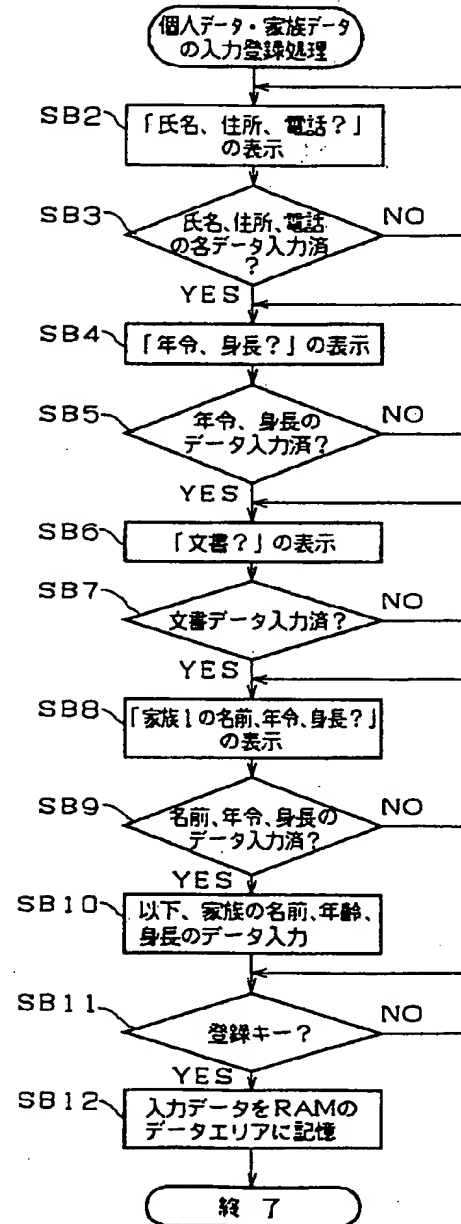 個人データ・家族データ
の入力登録処理
SB2
「氏名、住所、電話?」
の表示
SB3
氏名、住所、電話
の各データ入力済
?
NO
YES
SB4
「年令、身長?」の表示
SB5
年令、身長の
データ入力済?
NO
YES
SB6
「文書?」の表示
SB7
文書データ入力済?
NO
YES
SB8
「家族1の名前、年令、身長?」
の表示
SB9
名前、年令、身長の
データ入力済?
NO
YES
SB10
以下、家族の名前、年齢、
身長のデータ入力
SB11
登録キー?
NO
YES
SB12
入力データをRAMの
データエリアに記憶
終了